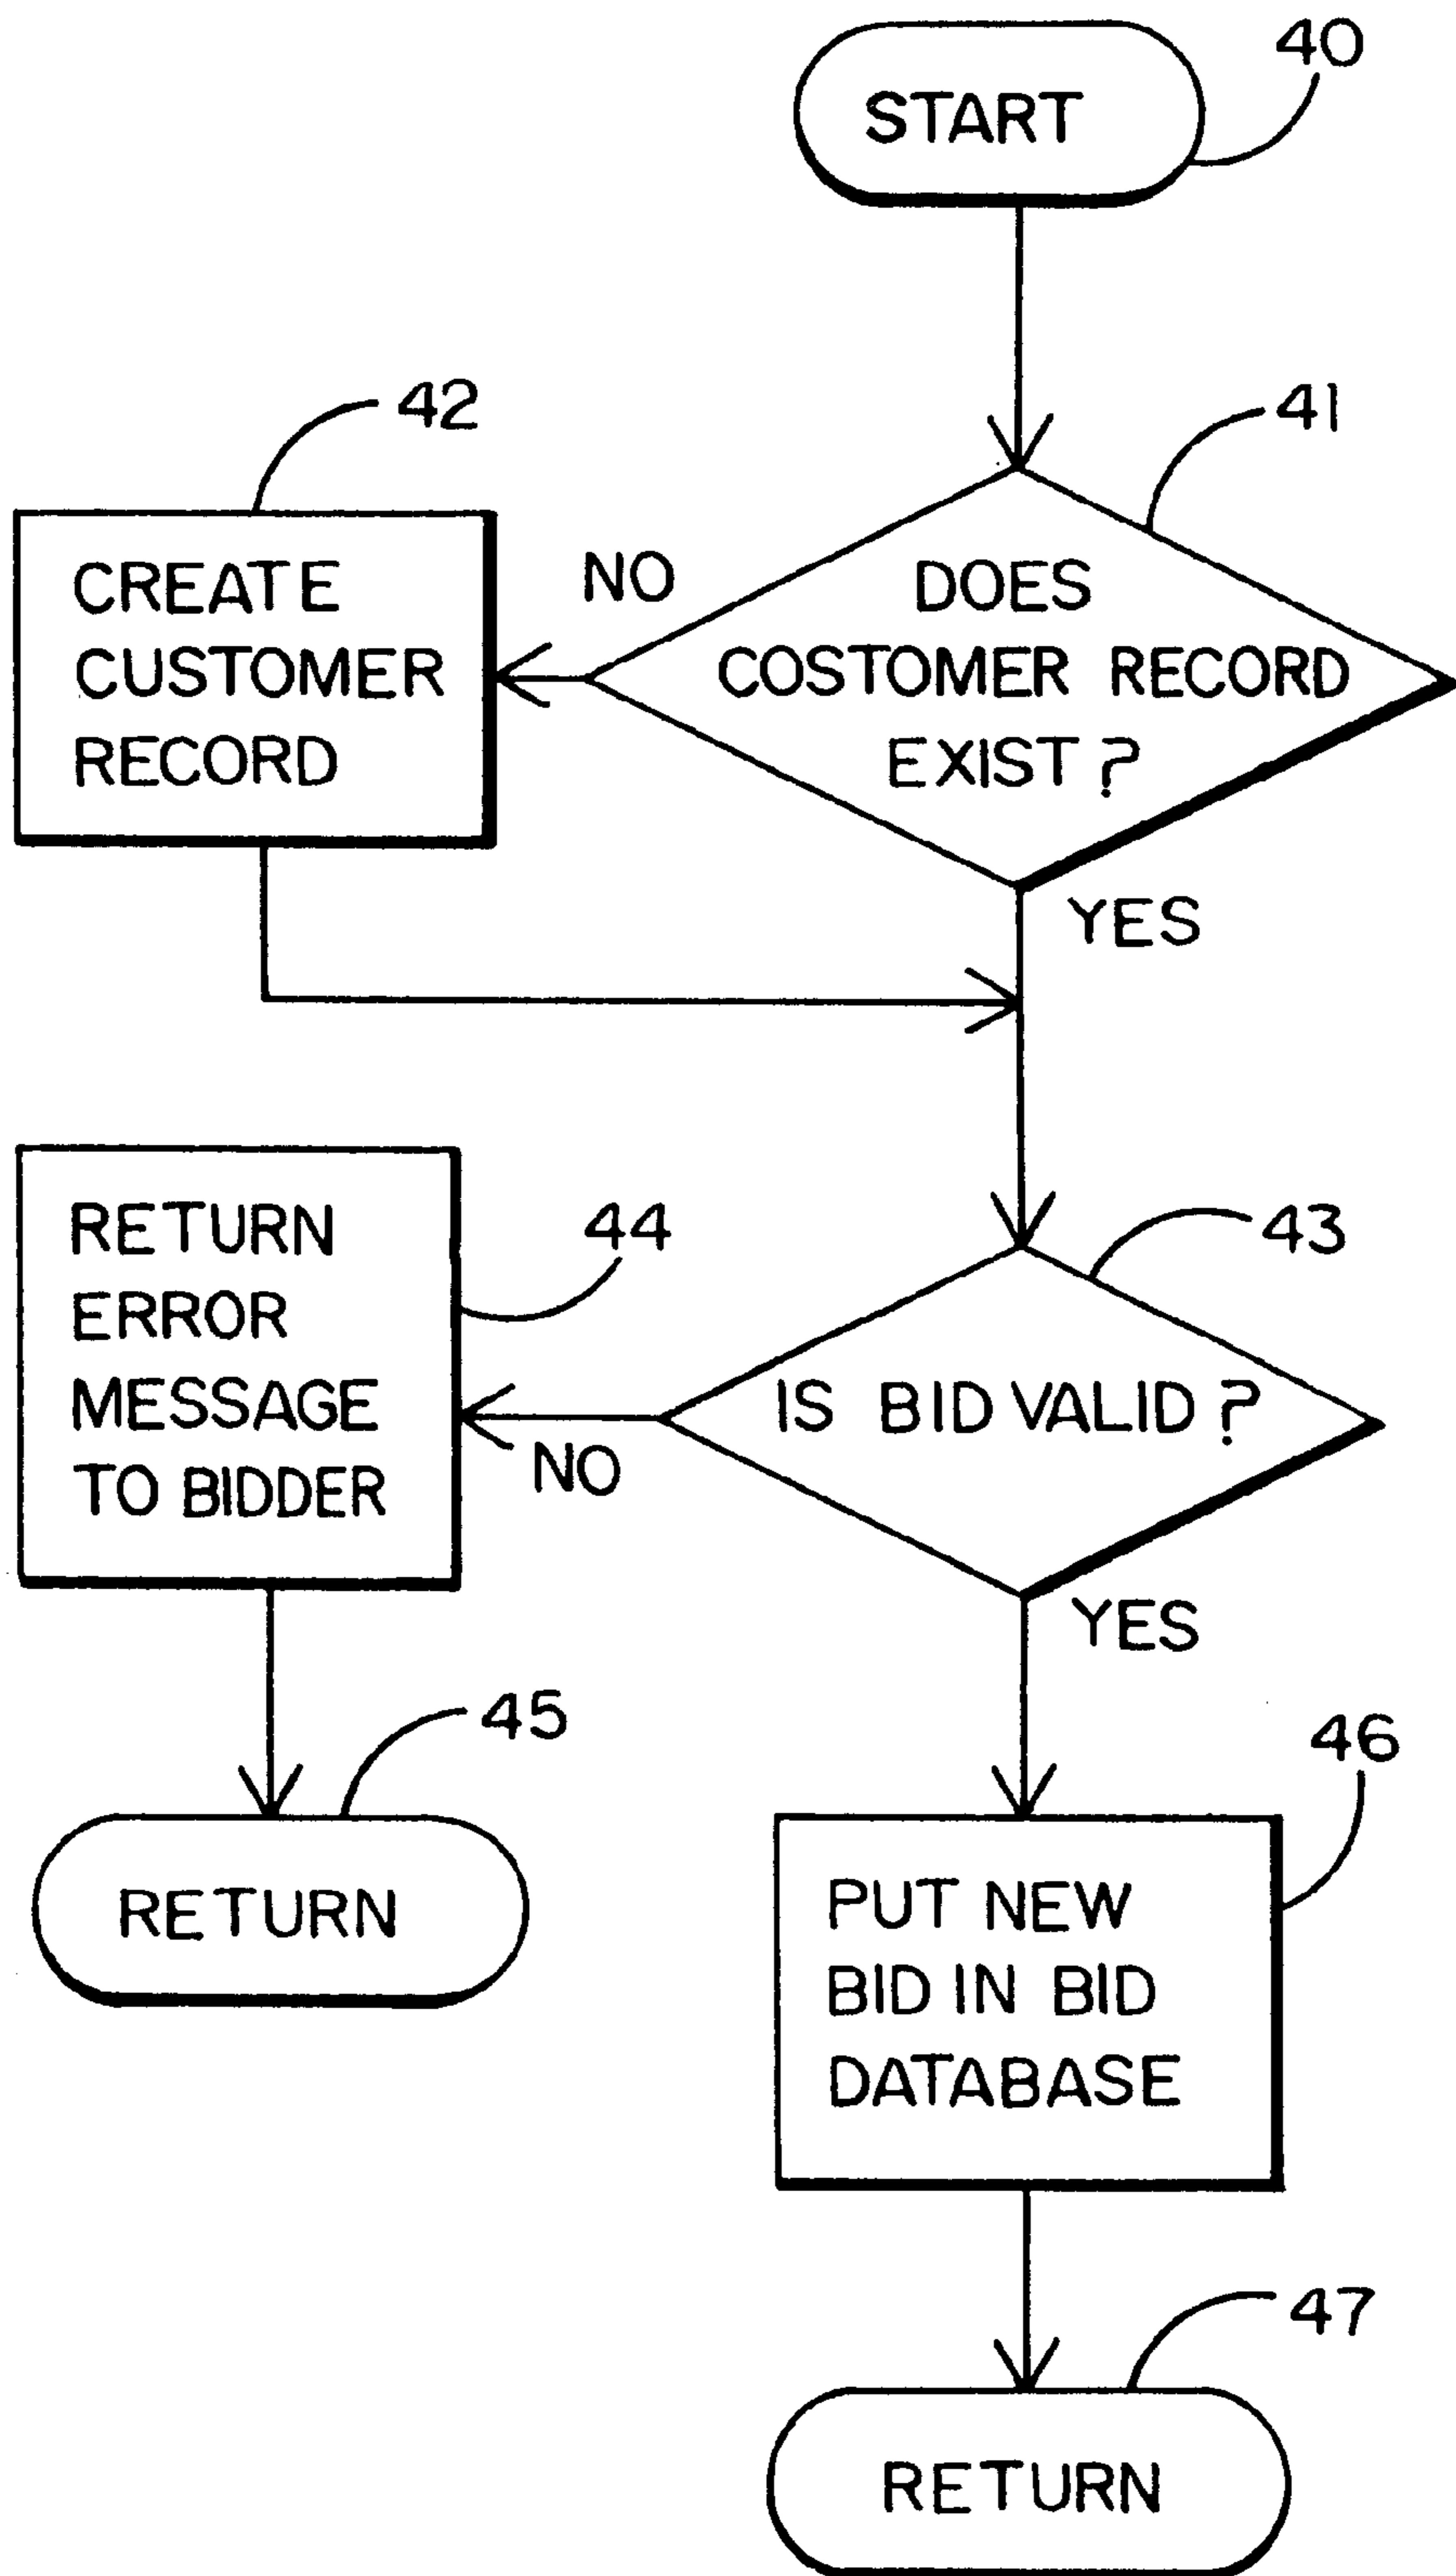 40
START
42
41
NO
DOES
CREATE
CUSTOMER
RECORD
COSTOMER RECORD
EXIST?
YES
RETURN
ERROR
MESSAGE
TO BIDDER
44
43
IS BID VALID?
NO
YES
45
46
RETURN
PUT NEW
BID IN BID
DATABASE
47
RETURN